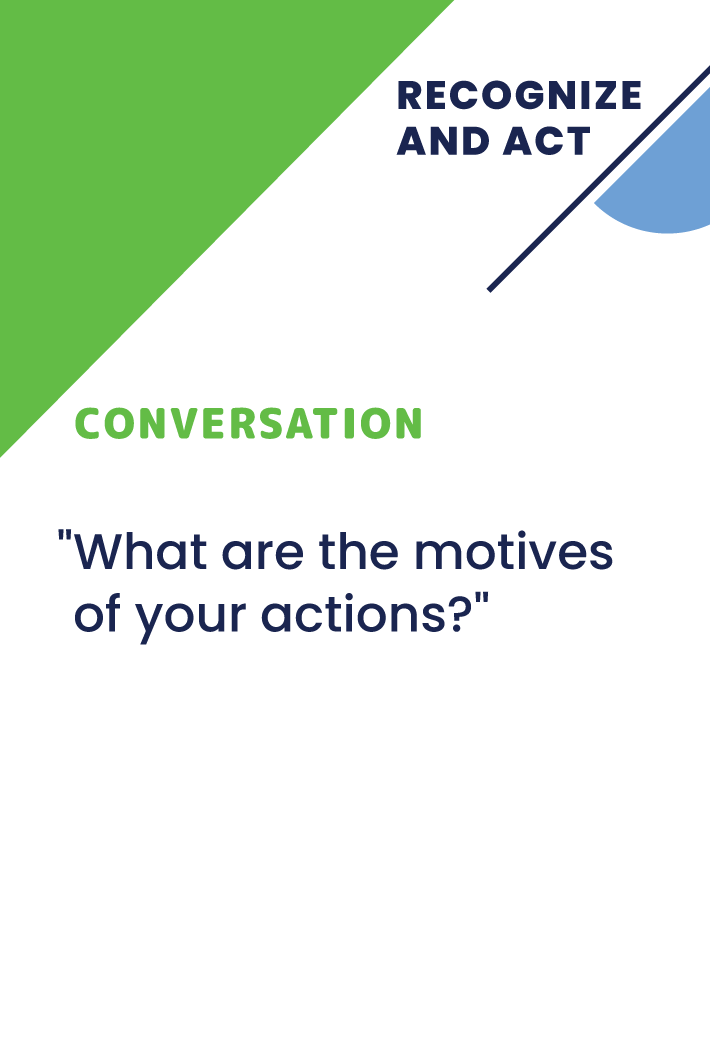 RECOGNIZE
AND ACT
CONVERSATION
"What are the motives
of your actions?"